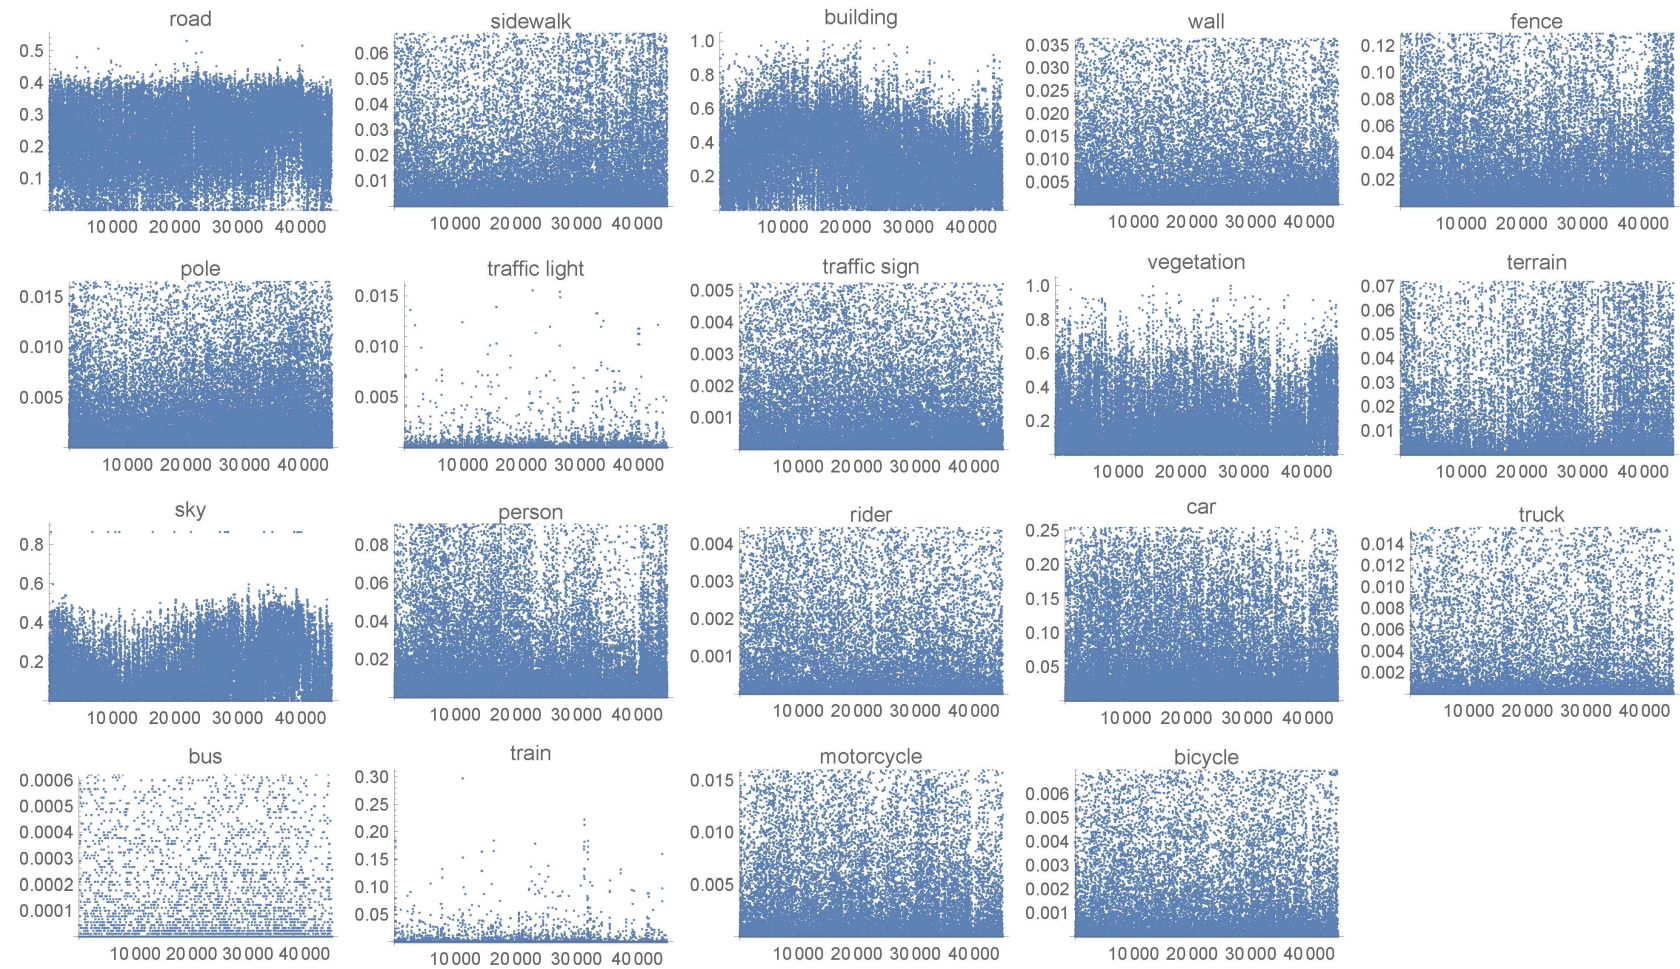 road
0.5
0.4
0.3
0.2
0.1
10 000 20 000 30 000 40 000
sidewalk
0.06
0.05
0.04
0.03
0.02
0.01
10 000 20 000 30 000 40 000
building
1.0
0.8
0.6
0.4
0.2
10 000 20 000 30 000 40 000
wall
0.035
0.030
0.025
0.020
0.015
0.010
0.005
10 000 20 000 30 000 40 000
fence
0.12
0.10
0.08
0.06
0.04
0.02
10 000 20 000 30 000 40 000
pole
0.015
0.010
0.005
10 000 20 000 30 000 40 000
traffic light
0.015
0.010
0.005
10 000 20 000 30 000 40 000
traffic sign
0.005
0.004
0.003
0.002
0.001
10 000 20 000 30 000 40 000
vegetation
1.0
0.8
0.6
0.4
0.2
10 000 20 000 30 000 40 000
terrain
0.07
0.06
0.05
0.04
0.03
0.02
0.01
10 000 20 000 30 000 40 000
sky
0.8
0.6
0.4
0.2
10 000 20 000 30 000 40 000
person
0.08
0.06
0.04
0.02
10 000 20 000 30 000 40 000
rider
0.004
0.003
0.002
0.001
10 000 20 000 30 000 40 000
car
0.25
0.20
0.15
0.10
0.05
10 000 20 000 30 000 40 000
truck
0.014
0.012
0.010
0.008
0.006
0.004
0.002
10 000 20 000 30 000 40 000
bus
0.0006
0.0005
0.0004
0.0003
0.0002
0.0001
10 000 20 000 30 000 40 000
train
0.30
0.25
0.20
0.15
0.10
0.05
10 000 20 000 30 000 40 000
motorcycle
0.015
0.010
0.005
10 000 20 000 30 000 40 000
bicycle
0.006
0.005
0.004
0.003
0.002
0.001
10 000 20 000 30 000 40 000